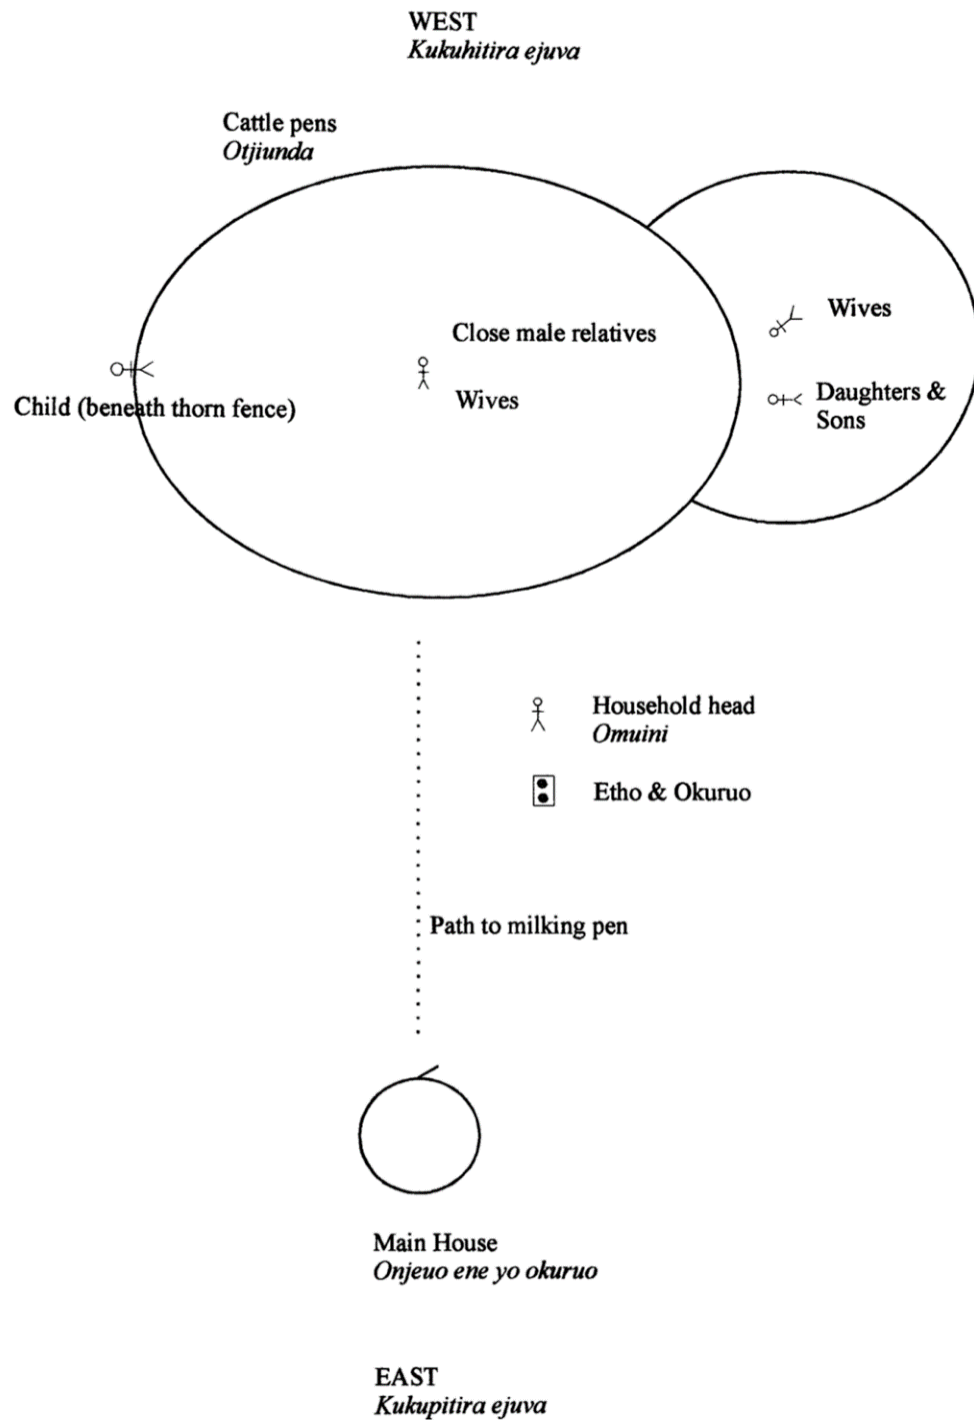 WEST
Kukuhitira ejuva
Cattle pens
Otjiunda
Close male relatives
Wives
Wives
Child (beneath thorn fence)
Daughters &
Sons
Household head
Omuini
Etho & Okuruo
Path to milking pen
Main House
Onjeuo ene yo okuruo
EAST
Kukupitira ejuva